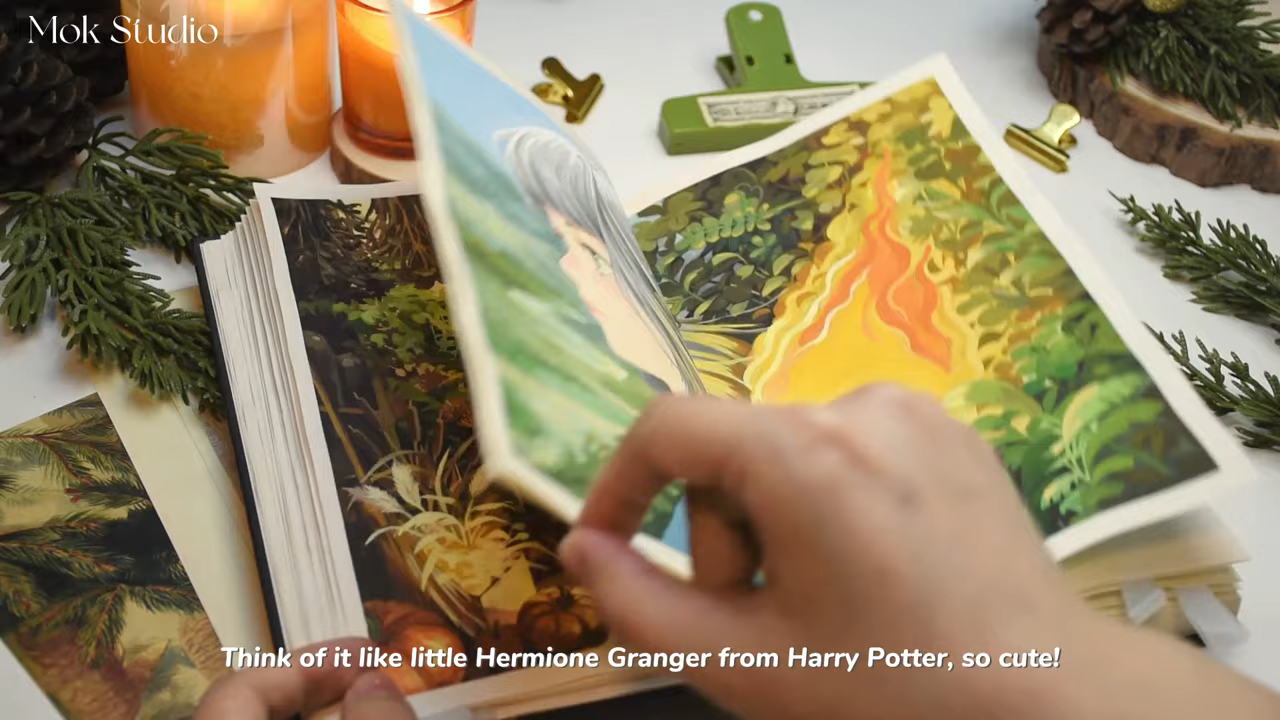 Mok Studio
Think of it like little Hermione Granger from Harry Potter, so cute!